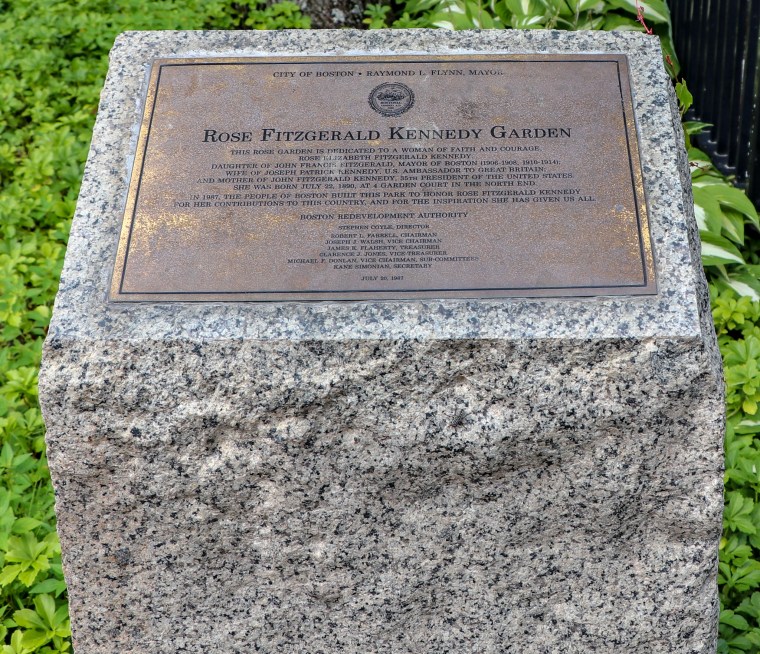 CITY OF BOSTON • RAYMOND L. FLYNN, MAYOR
ROSE FITZGERALD KENNEDY GARDEN
THIS ROSE GARDEN IS DEDICATED TO A WOMAN OF FAITH AND COURAGE
ROSE ELIZABETH FITZGERALD KENNEDY
DAUGHTER OF JOHN FRANCIS FITZGERALD, MAYOR OF BOSTON (1906-1908, 1910-1914);
WIFE OF JOSEPH PATRICK KENNEDY, U.S. AMBASSADOR TO GREAT BRITAIN;
AND MOTHER OF JOHN FITZGERALD KENNEDY, 35TH PRESIDENT OF THE UNITED STATES.
SHE WAS BORN JULY 22, 1890, AT 4 GARDEN COURT IN THE NORTH END.
IN 1987, THE PEOPLE OF BOSTON BUILT THIS PARK TO HONOR ROSE FITZGERALD KENNEDY
FOR HER CONTRIBUTIONS TO THIS COUNTRY, AND FOR THE INSPIRATION SHE HAS GIVEN US ALL.
BOSTON REDEVELOPMENT AUTHORITY
STEPHEN COYLE, DIRECTOR
ROBERT L. FARRELL, CHAIRMAN
JOSEPH J. WALSH, VICE CHAIRMAN
JAMES K. FLAHERTY, TREASURER
CLARENCE J. JONES, VICE TREASURER
MICHAEL F. DONLAN, VICE CHAIRMAN, SUB-COMMITTEES
KANE SIMONIAN, SECRETARY
JULY 1987